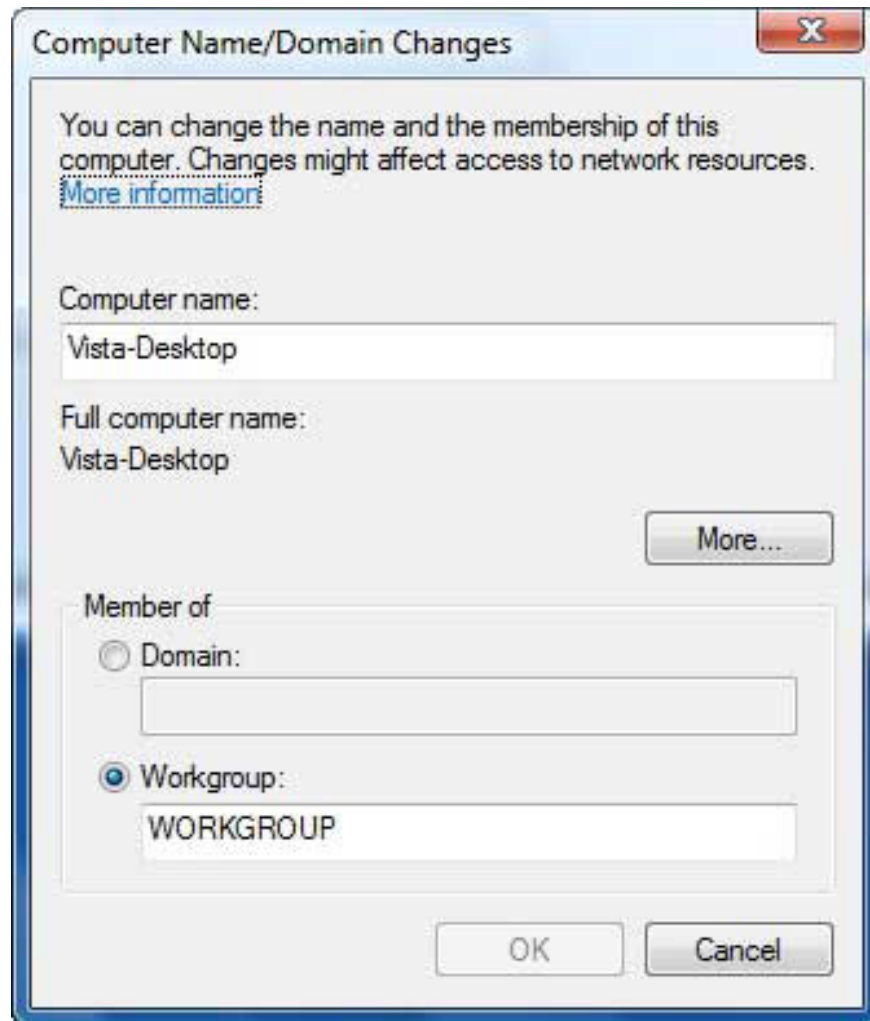 Computer Name/Domain Changes
You can change the name and the membership of this
computer. Changes might affect access to network resources.
More information
Computer name:
Vista-Desktop
Full computer name:
Vista-Desktop
More...
Member of
Domain:
Workgroup:
WORKGROUP
OK
Cancel